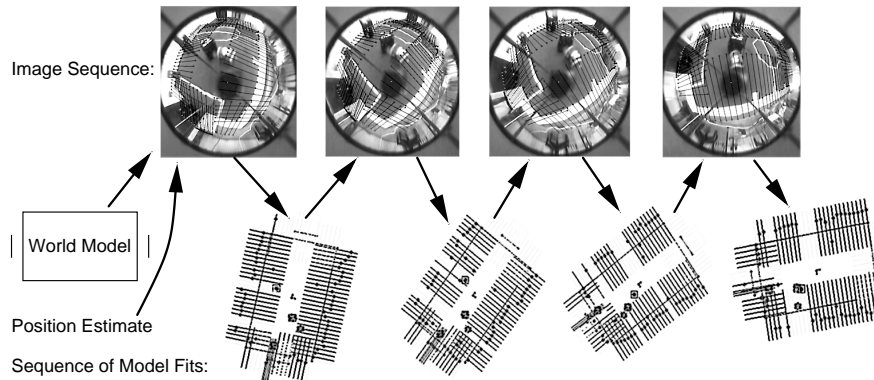 Image Sequence:
World Model
Position Estimate
Sequence of Model Fits: